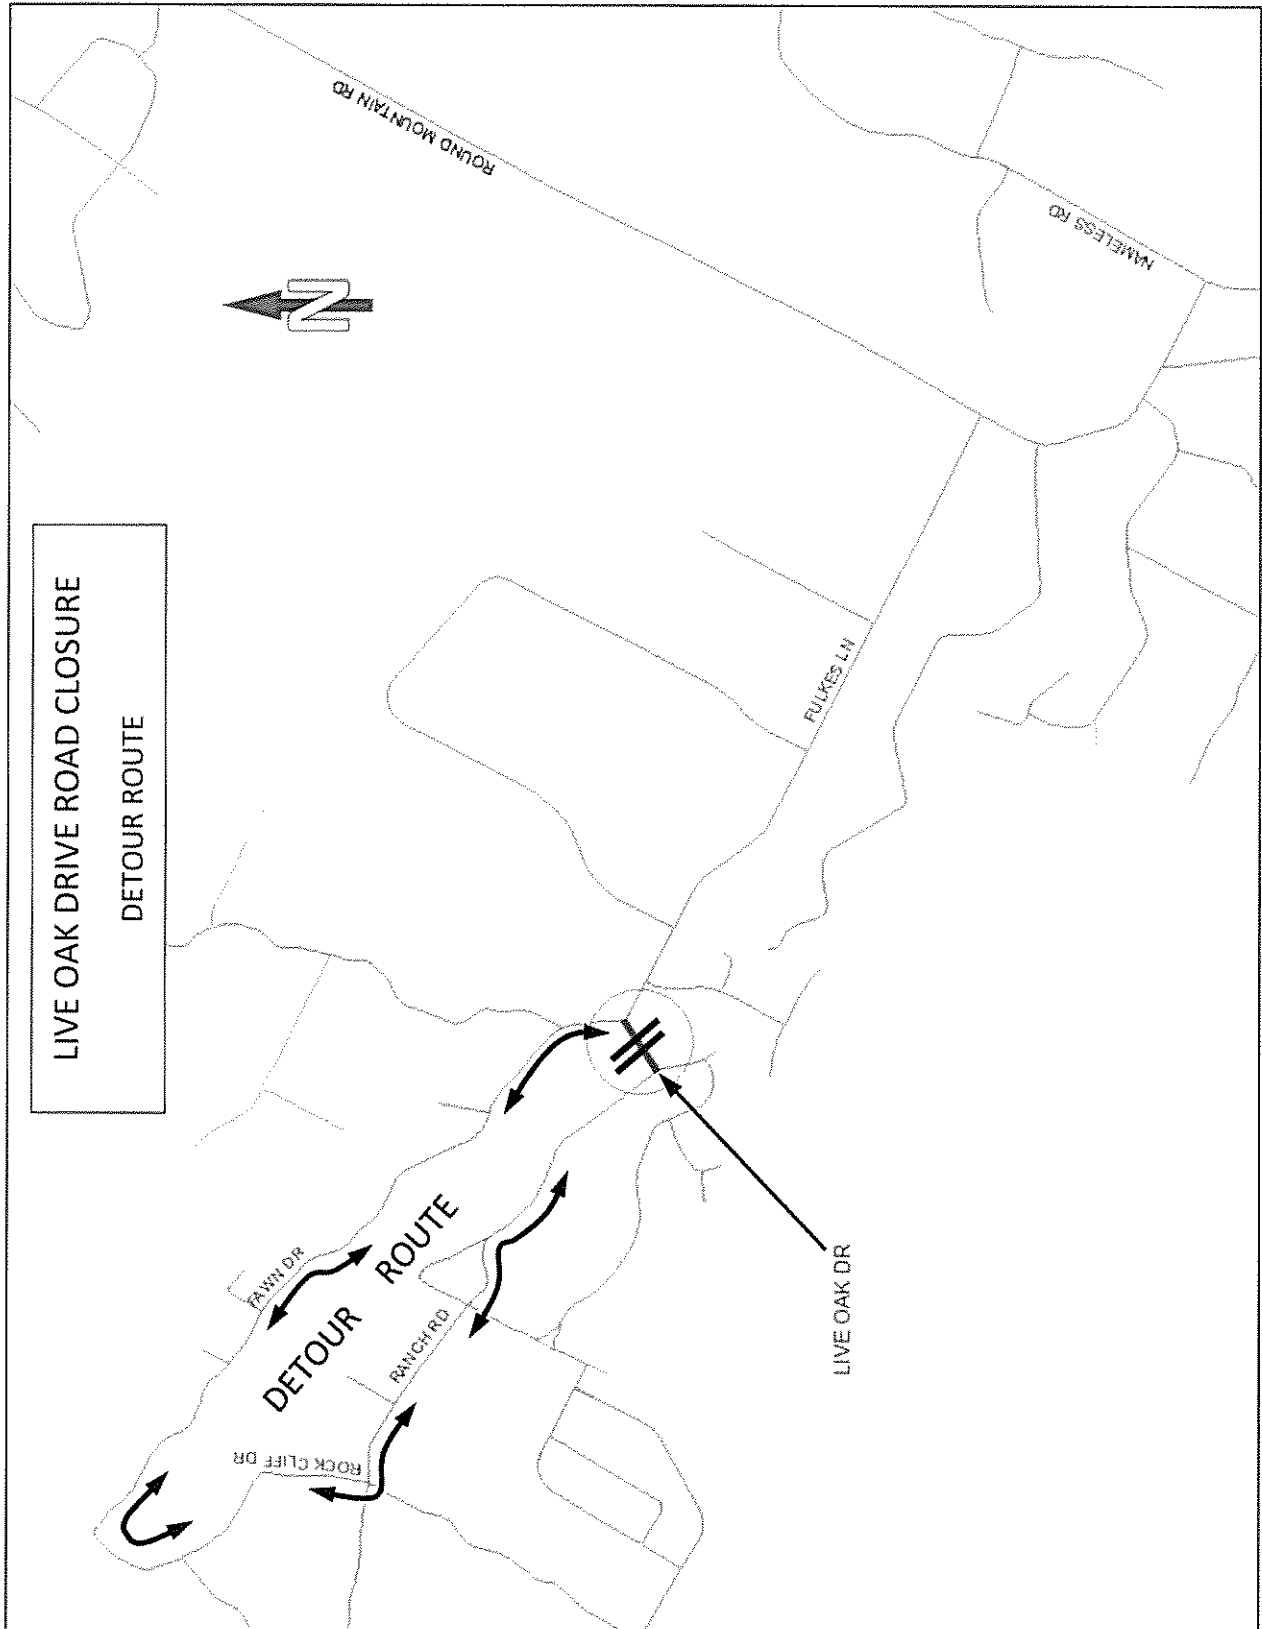 LIVE OAK DRIVE ROAD CLOSURE
DETOUR ROUTE
ROUND MOUNTAIN RD
NAMELESS RD
N
FULKES LN
FAWN DR
DETOUR ROUTE
RANCH RD
ROCK CLIFF DR
LIVE OAK DR